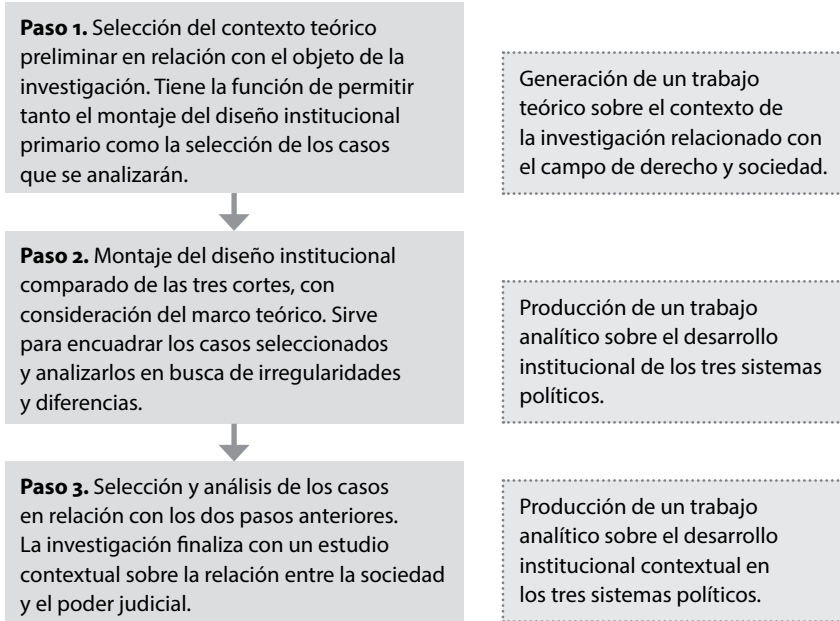 Paso 1. Selección del contexto teórico
preliminar en relación con el objeto de la
investigación. Tiene la función de permitir
tanto el montaje del diseño institucional
primario como la selección de los casos
que se analizarán.
Generación de un trabajo
teórico sobre el contexto de
la investigación relacionado con
el campo de derecho y sociedad.
Paso 2. Montaje del diseño institucional
comparado de las tres cortes, con
consideración del marco teórico. Sirve
para encuadrar los casos seleccionados
y analizarlos en busca de irregularidades
y diferencias.
Producción de un trabajo
analítico sobre el desarrollo
institucional de los tres sistemas
políticos.
Paso 3. Selección y análisis de los casos
en relación con los dos pasos anteriores.
La investigación finaliza con un estudio
contextual sobre la relación entre la sociedad
y el poder judicial.
Producción de un trabajo
analítico sobre el desarrollo
institucional contextual en
los tres sistemas políticos.